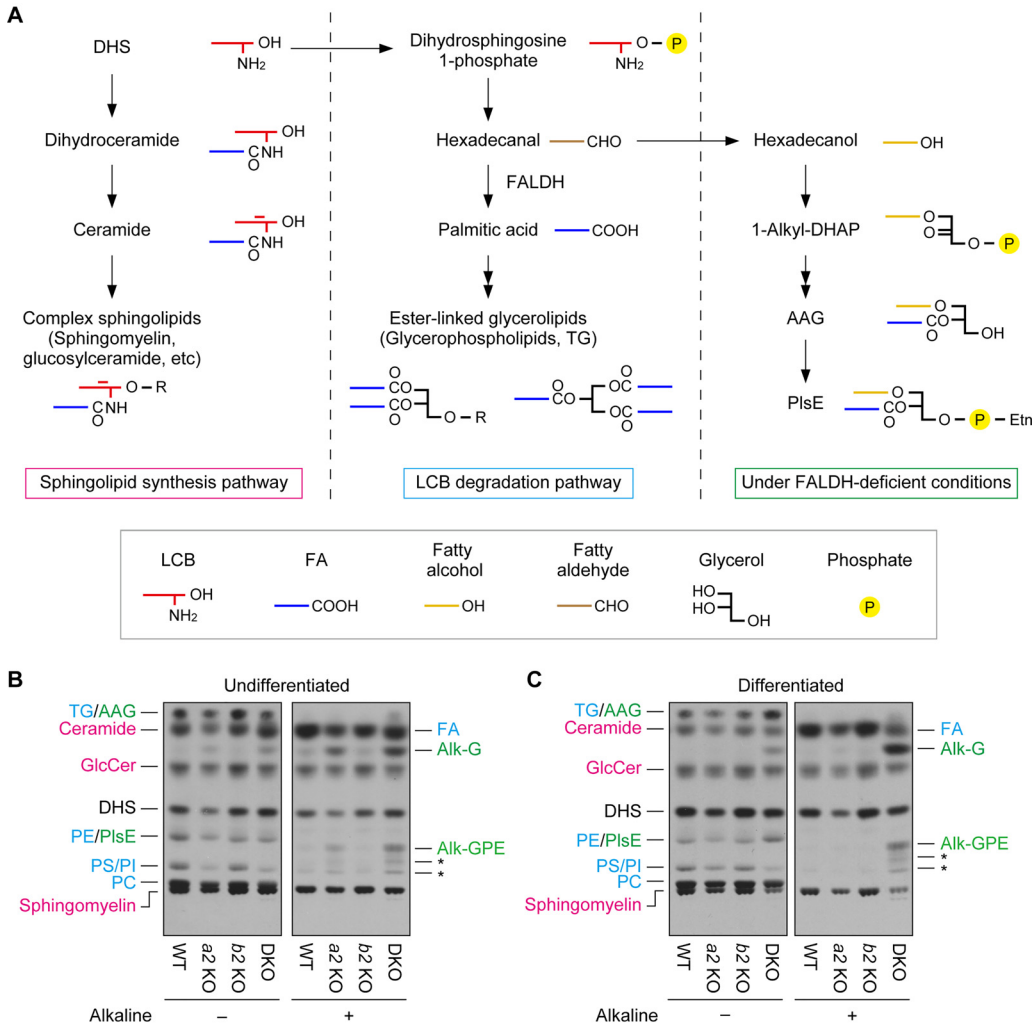 A
DHS
OH
NH2
Dihydrosphingosine
1-phosphate
O
P
NH2
Dihydroceramide
OH
CNH
O
Hexadecanal
CHO
Hexadecanol
OH
FALDH
Ceramide
OH
CNH
O
Palmitic acid
COOH
1-Alkyl-DHAP
O
O
O
P
Complex sphingolipids
(Sphingomyelin,
glucosylceramide, etc)
O
R
CNH
O
Ester-linked glycerolipids
(Glycerophospholipids, TG)
O
CO
CO
O
O
R
O
CO
O
OC
OC
O
AAG
O
CO
O
OH
PlsE
O
CO
O
O
P
Etn
Sphingolipid synthesis pathway
LCB degradation pathway
Under FALDH-deficient conditions
LCB
OH
NH2
FA
COOH
Fatty
alcohol
OH
Fatty
aldehyde
CHO
Glycerol
HO
HO
OH
Phosphate
P
B
Undifferentiated
TG/AAG
Ceramide
GlcCer
DHS
PE/PlsE
PS/PI
PC
Sphingomyelin
FA
Alk-G
Alk-GPE
*
*
WT
a2 KO
b2 KO
DKO
WT
a2 KO
b2 KO
DKO
Alkaline
–
+
C
Differentiated
TG/AAG
Ceramide
GlcCer
DHS
PE/PlsE
PS/PI
PC
Sphingomyelin
FA
Alk-G
Alk-GPE
*
*
WT
a2 KO
b2 KO
DKO
WT
a2 KO
b2 KO
DKO
Alkaline
–
+